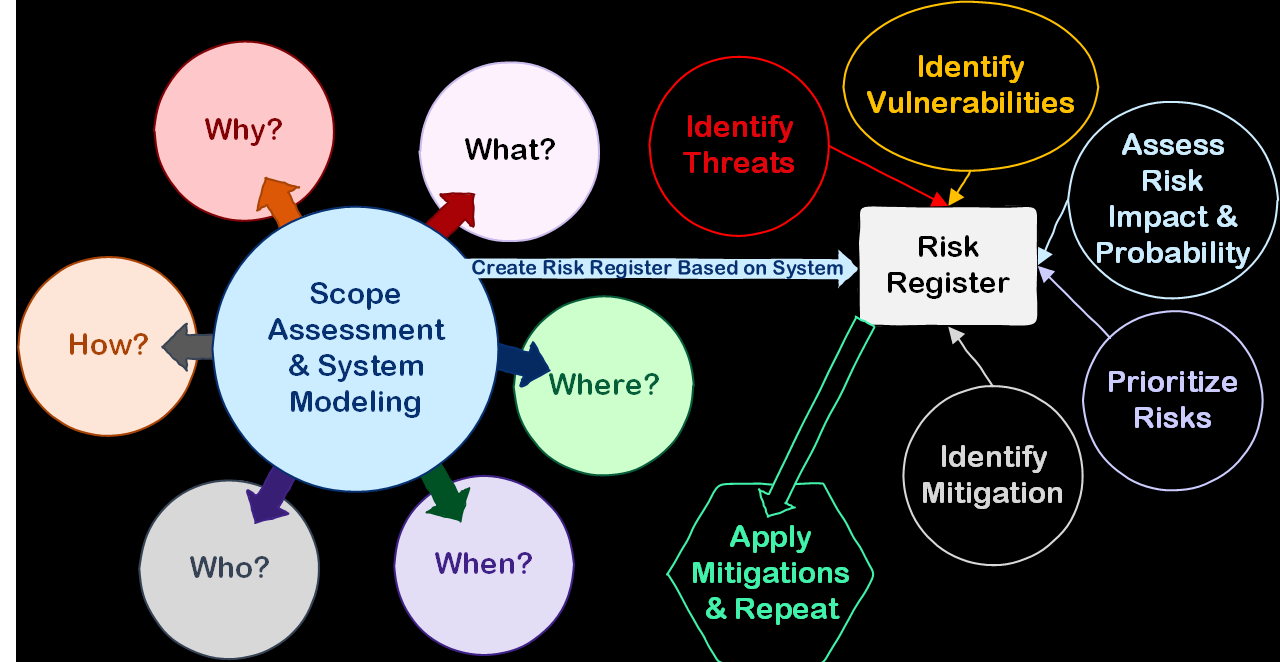 Why?
What?
How?
Scope
Assessment
& System
Modeling
Where?
Who?
When?
Create Risk Register Based on System
Identify
Threats
Identify
Vulnerabilities
Assess
Risk
Impact &
Probability
Risk
Register
Prioritize
Risks
Identify
Mitigation
Apply
Mitigations
& Repeat